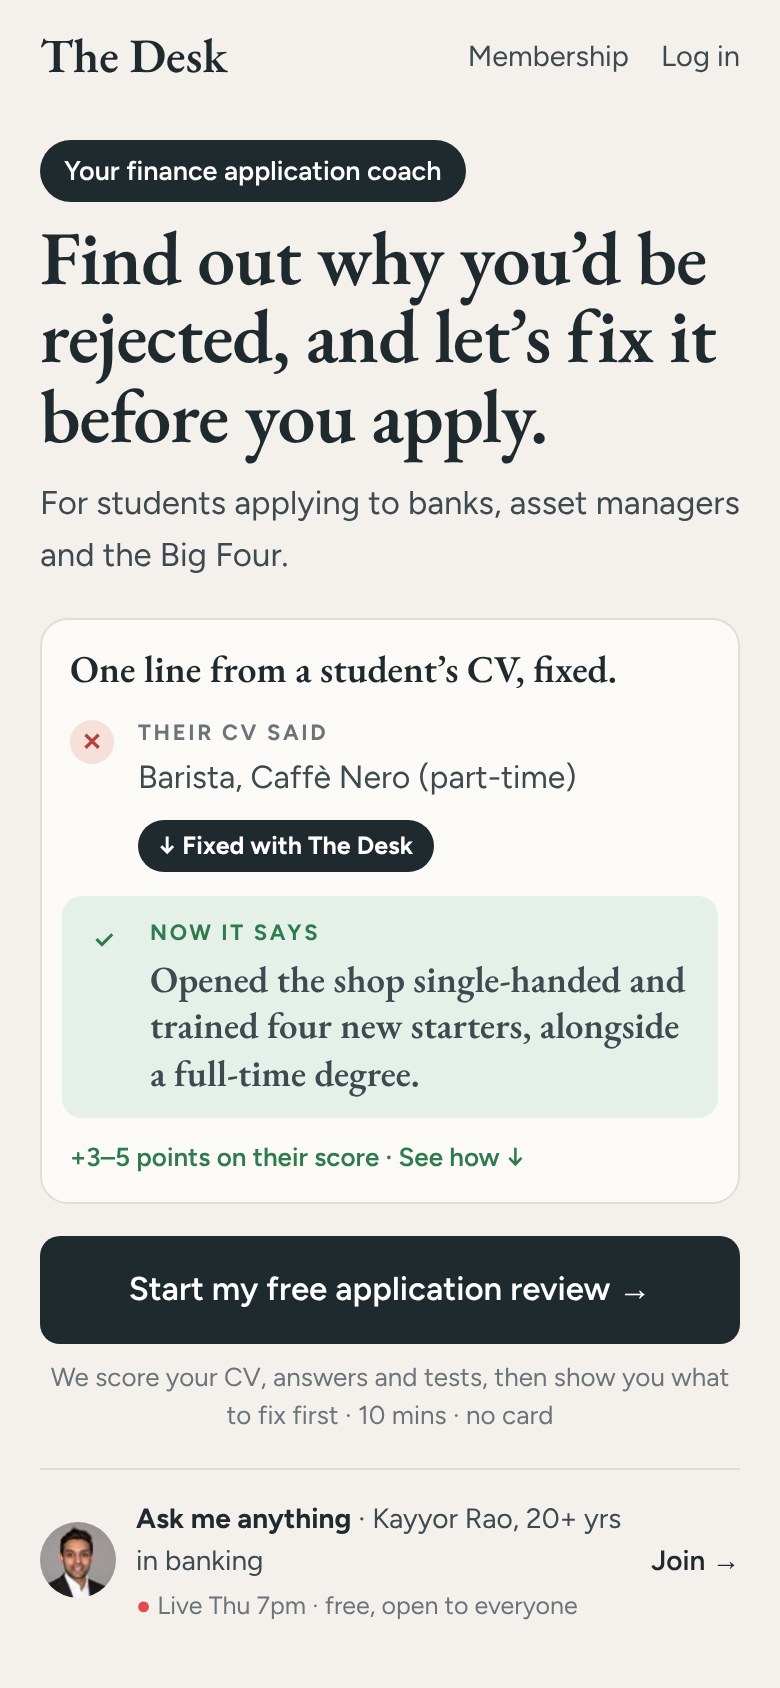 The Desk
Membership
Log in
Your finance application coach
Find out why you’d be
rejected, and let’s fix it
before you apply.
For students applying to banks, asset managers
and the Big Four.
One line from a student’s CV, fixed.
✕
THEIR CV SAID
Barista, Caffè Nero (part-time)
↓ Fixed with The Desk
✓
NOW IT SAYS
Opened the shop single-handed and
trained four new starters, alongside
a full-time degree.
+3–5 points on their score · See how ↓
Start my free application review →
We score your CV, answers and tests, then show you what
to fix first · 10 mins · no card
Ask me anything · Kayyor Rao, 20+ yrs
in banking
Join →
Live Thu 7pm · free, open to everyone